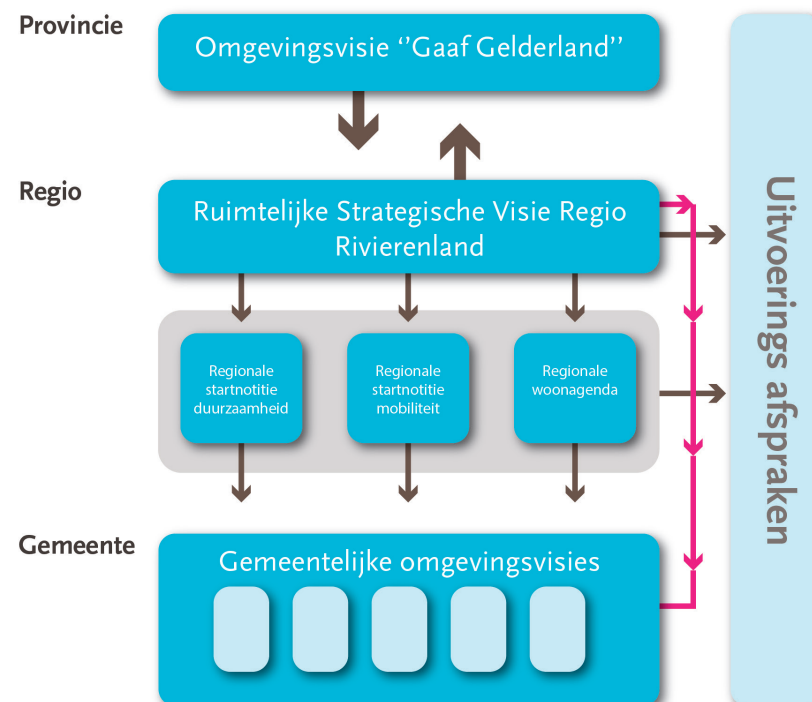 Provincie
Omgevingsvisie ‘‘Gaaf Gelderland’’
Regio
Ruimtelijke Strategische Visie Regio
Rivierenland
Regionale
startnotitie
duurzaamheid
Regionale
startnotitie
mobiliteit
Regionale
woonagenda
Gemeente
Gemeentelijke omgevingsvisies
Uitvoerings afspraken